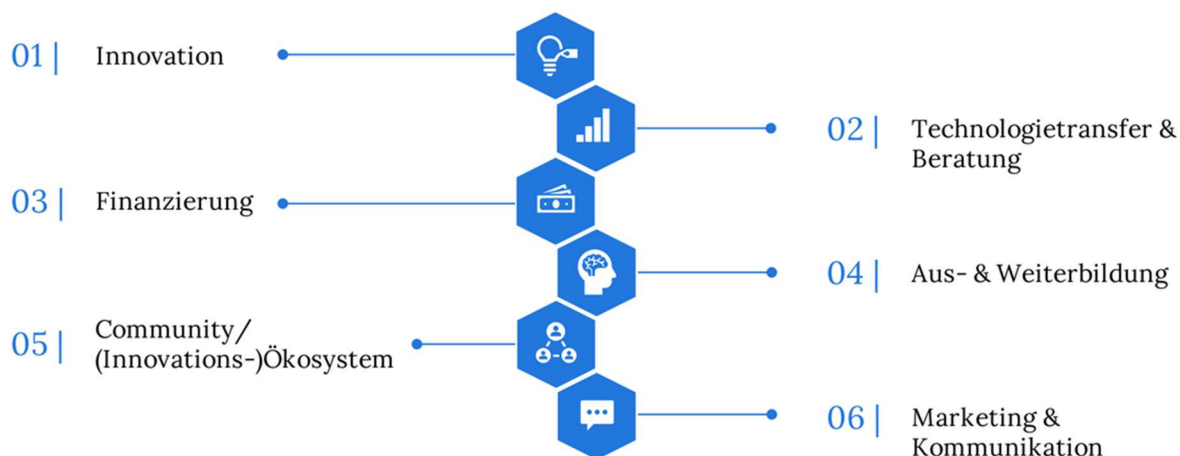 01 | Innovation
02 | Technologietransfer &
Beratung
03 | Finanzierung
04 | Aus- & Weiterbildung
05 | Community/
(Innovations-)Ökosystem
06 | Marketing &
Kommunikation